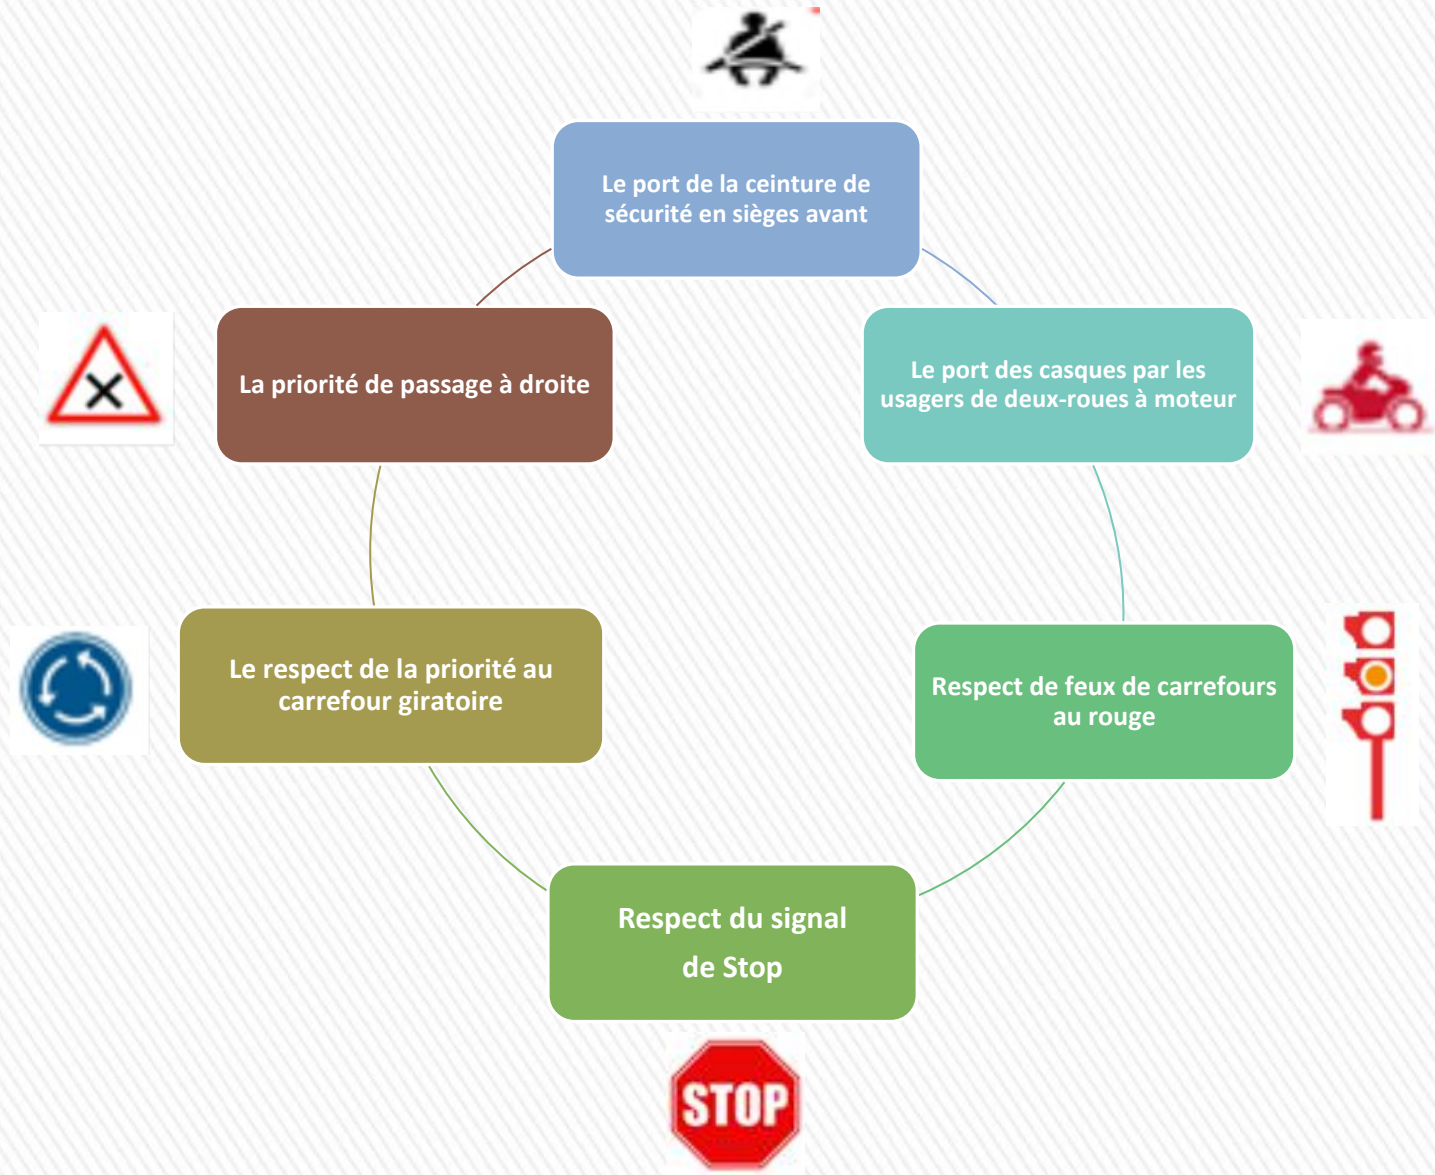 Le port de la ceinture de
sécurité en sièges avant
Le port des casques par les
usagers de deux-roues à moteur
Respect de feux de carrefours
au rouge
Respect du signal
de Stop
STOP
Le respect de la priorité au
carrefour giratoire
La priorité de passage à droite